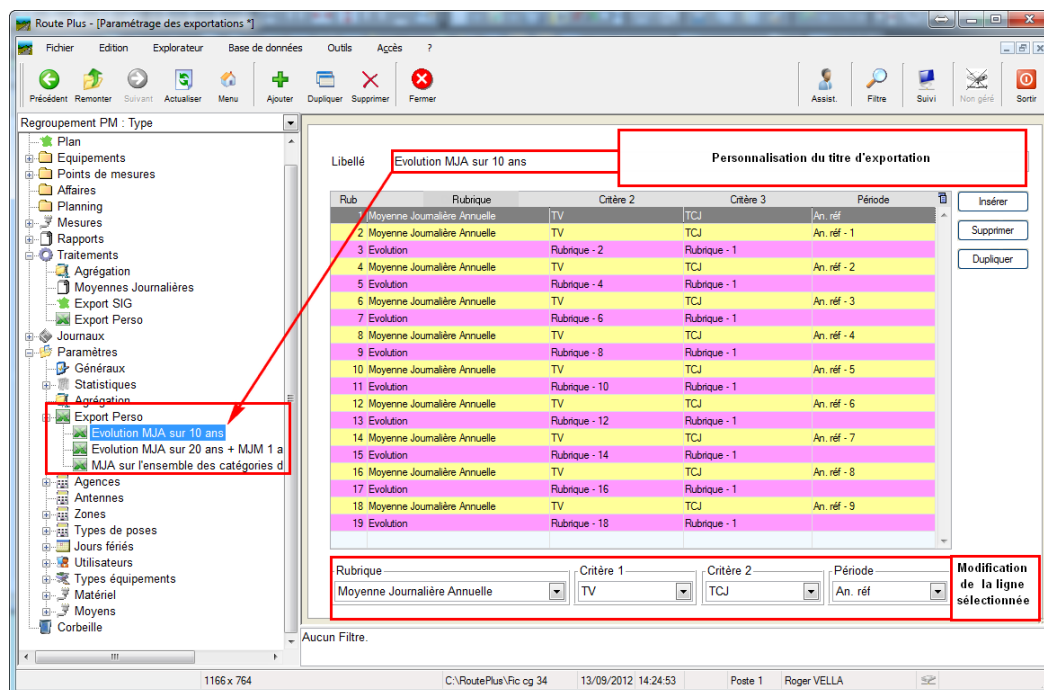 Route Plus - [Paramétrage des exportations *]
Fichier Edition Explorateur Base de données Outils Accès ?
Précédent Remonter Suivant Actualiser Menu Ajouter Dupliquer Supprimer Fermer Assist. Filtre Suivi Non géré Sortir
Regroupement PM : Type
Plan
Equipements
Points de mesures
Affaires
Planning
Mesures
Rapports
Traitements
Agrégation
Moyennes Journalières
Export SIG
Export Perso
Journaux
Paramètres
Généraux
Statistiques
Agrégation
Export Perso
Evolution MJA sur 10 ans
Evolution MJA sur 20 ans + MJM 1 a
MJA sur l'ensemble des catégories d
Agences
Antennes
Zones
Types de poses
Jours fériés
Utilisateurs
Types équipements
Matériel
Moyens
Corbeille
Libellé Evolution MJA sur 10 ans
Personnalisation du titre d'exportation
Rub Rubrique Critère 2 Critère 3 Période
1 Moyenne Journalière Annuelle TV TCJ An. réf
2 Moyenne Journalière Annuelle TV TCJ An. réf - 1
3 Evolution Rubrique - 2 Rubrique - 1
4 Moyenne Journalière Annuelle TV TCJ An. réf - 2
5 Evolution Rubrique - 4 Rubrique - 1
6 Moyenne Journalière Annuelle TV TCJ An. réf - 3
7 Evolution Rubrique - 6 Rubrique - 1
8 Moyenne Journalière Annuelle TV TCJ An. réf - 4
9 Evolution Rubrique - 8 Rubrique - 1
10 Moyenne Journalière Annuelle TV TCJ An. réf - 5
11 Evolution Rubrique - 10 Rubrique - 1
12 Moyenne Journalière Annuelle TV TCJ An. réf - 6
13 Evolution Rubrique - 12 Rubrique - 1
14 Moyenne Journalière Annuelle TV TCJ An. réf - 7
15 Evolution Rubrique - 14 Rubrique - 1
16 Moyenne Journalière Annuelle TV TCJ An. réf - 8
17 Evolution Rubrique - 16 Rubrique - 1
18 Moyenne Journalière Annuelle TV TCJ An. réf - 9
19 Evolution Rubrique - 18 Rubrique - 1
Insérer
Supprimer
Dupliquer
Rubrique Critère 1 Critère 2 Période
Moyenne Journalière Annuelle TV TCJ An. réf
Modification
de la ligne
sélectionnée
Aucun Filtre.
1166 x 764 C:\RoutePlus\Fic cg 34 13/09/2012 14:24:53 Poste 1 Roger VELLA